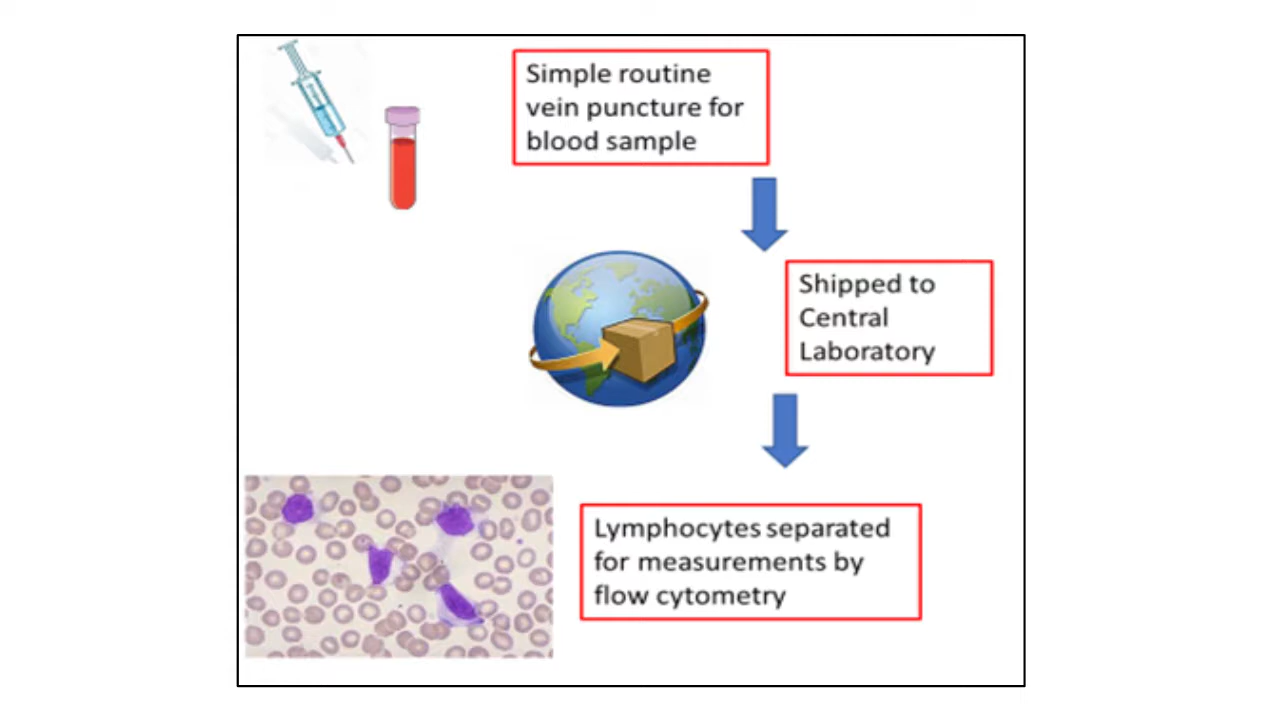 Simple routine
vein puncture for
blood sample
Shipped to
Central
Laboratory
Lymphocytes separated
for measurements by
flow cytometry